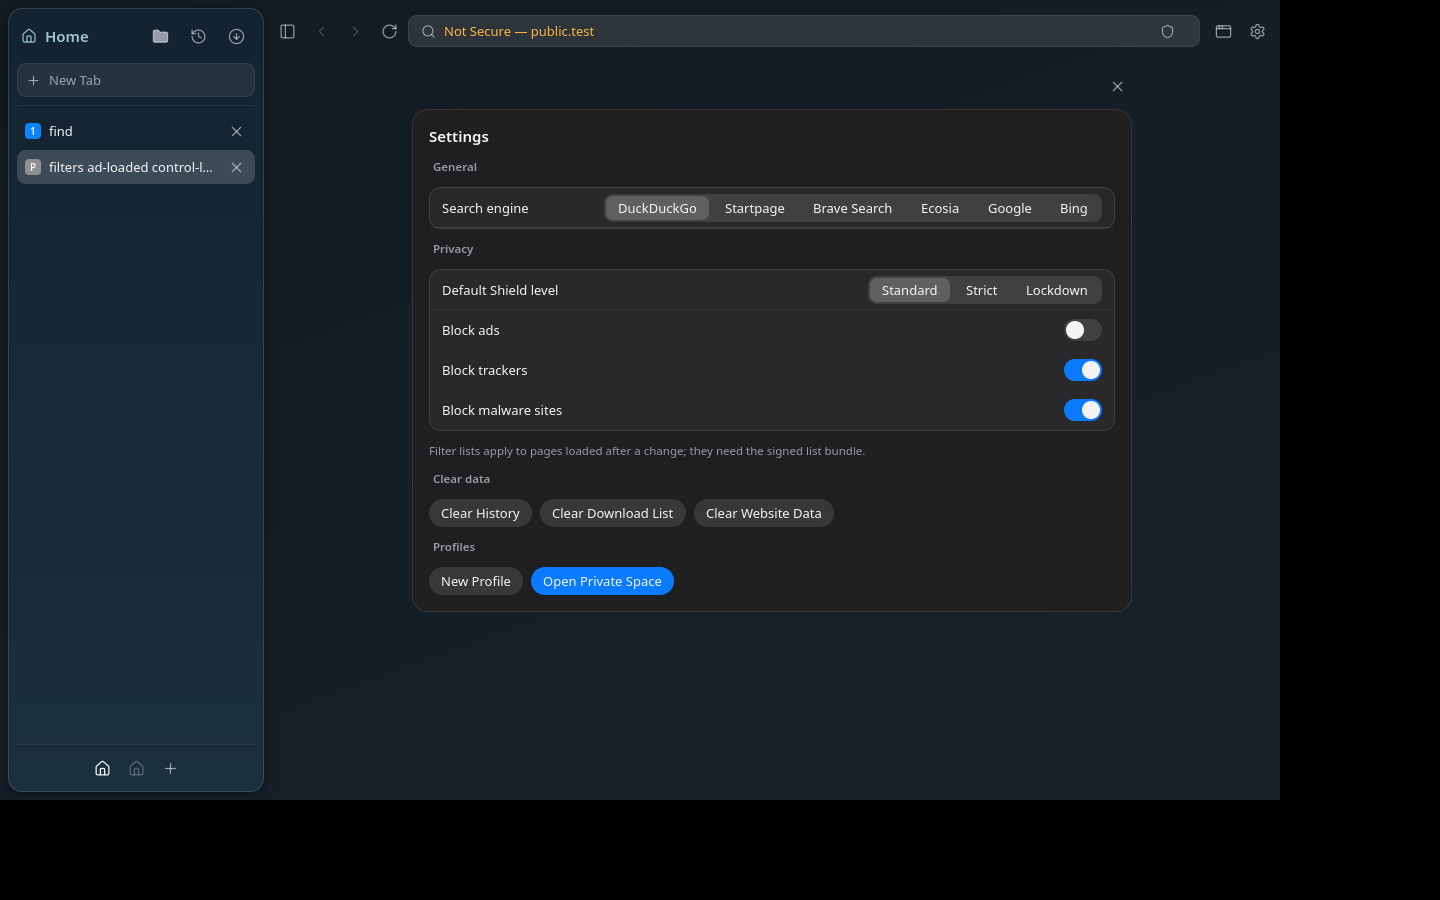 Home
New Tab
1 find
P filters ad-loaded control-l...
Not Secure — public.test
Settings
General
Search engine DuckDuckGo Startpage Brave Search Ecosia Google Bing
Privacy
Default Shield level Standard Strict Lockdown
Block ads
Block trackers
Block malware sites
Filter lists apply to pages loaded after a change; they need the signed list bundle.
Clear data
Clear History Clear Download List Clear Website Data
Profiles
New Profile Open Private Space